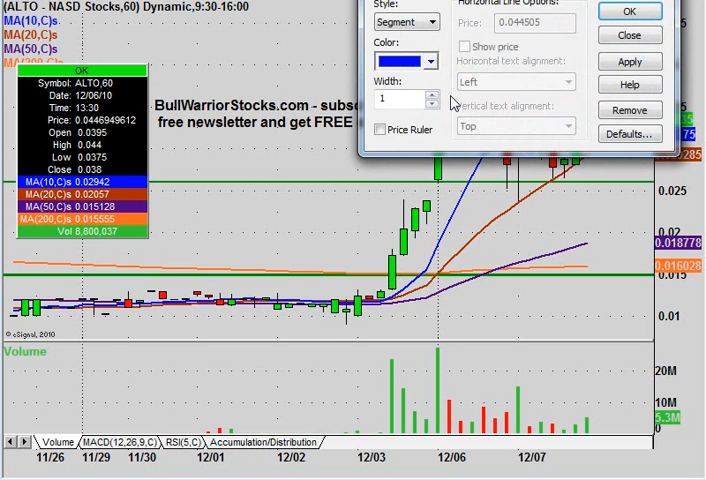 (ALTO - NASD Stocks,60) Dynamic,9:30-16:00
MA(10,C)s
MA(20,C)s
MA(50,C)s
MA(200,C)s
OK
Symbol: ALTO,60
Date: 12/06/10
Time: 13:30
Price: 0.0446949612
Open 0.0395
High 0.044
Low 0.0375
Close 0.038
MA(10,C)s 0.02942
MA(20,C)s 0.02057
MA(50,C)s 0.015128
MA(200,C)s 0.015555
Vol 8,800,037
BullWarriorStocks.com -
free newsletter and get FREE
Style:
Segment
Color:
Width:
1
Price Ruler
Horizontal Line Options:
Price: 0.044505
Show price
Horizontal text alignment:
Left
Vertical text alignment:
Top
OK
Close
Apply
Help
Remove
Defaults...
0.025
0.02
0.018778
0.016028
0.015
0.01
© eSignal, 2010
Volume
20M
10M
5.3M
0
Volume MACD(12,26,9,C) RSI(5,C) Accumulation/Distribution
11/26 11/29 11/30 12/01 12/02 12/03 12/06 12/07